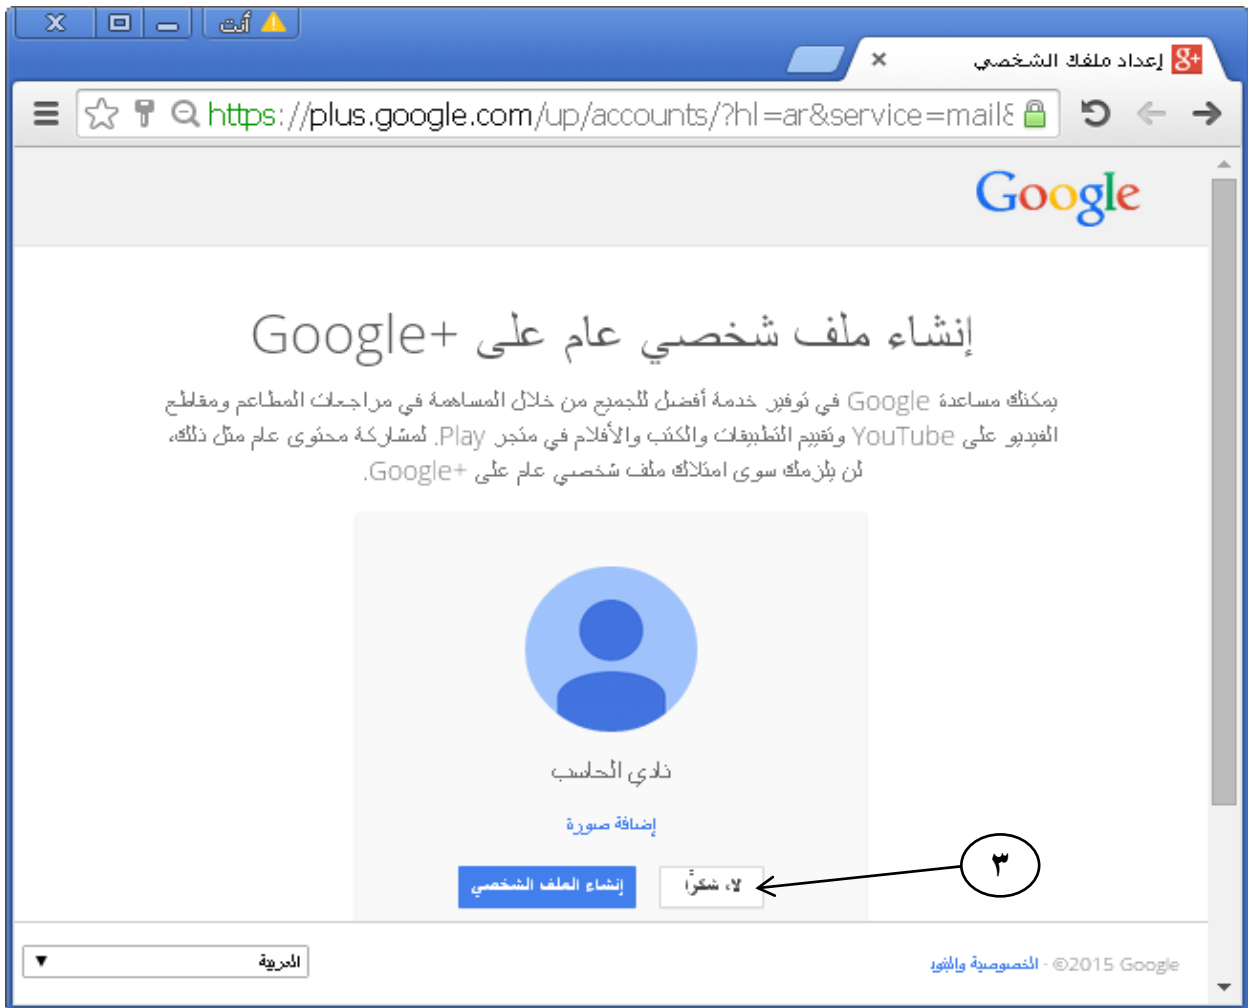 أنت
إعداد ملفك الشخصي
https://plus.google.com/up/accounts/?hl=ar&service=mail&
Google
إنشاء ملف شخصي عام على Google+
يمكنك مساعدة Google في توفير خدمة أفضل للجميع من خلال المساهمة في مراجعات المطاعم ومقاطع
الفيديو على YouTube وتقييم التطبيقات والكتب والأفلام في متجر Play. لمشاركة محتوى عام مثل ذلك،
لن يلزمك سوى امتلاك ملف شخصي عام على Google+.
نادي الحاسب
إضافة صورة
لا، شكرًا
إنشاء الملف الشخصي
٣
©2015 Google - الخصوصية والبنود
العربية